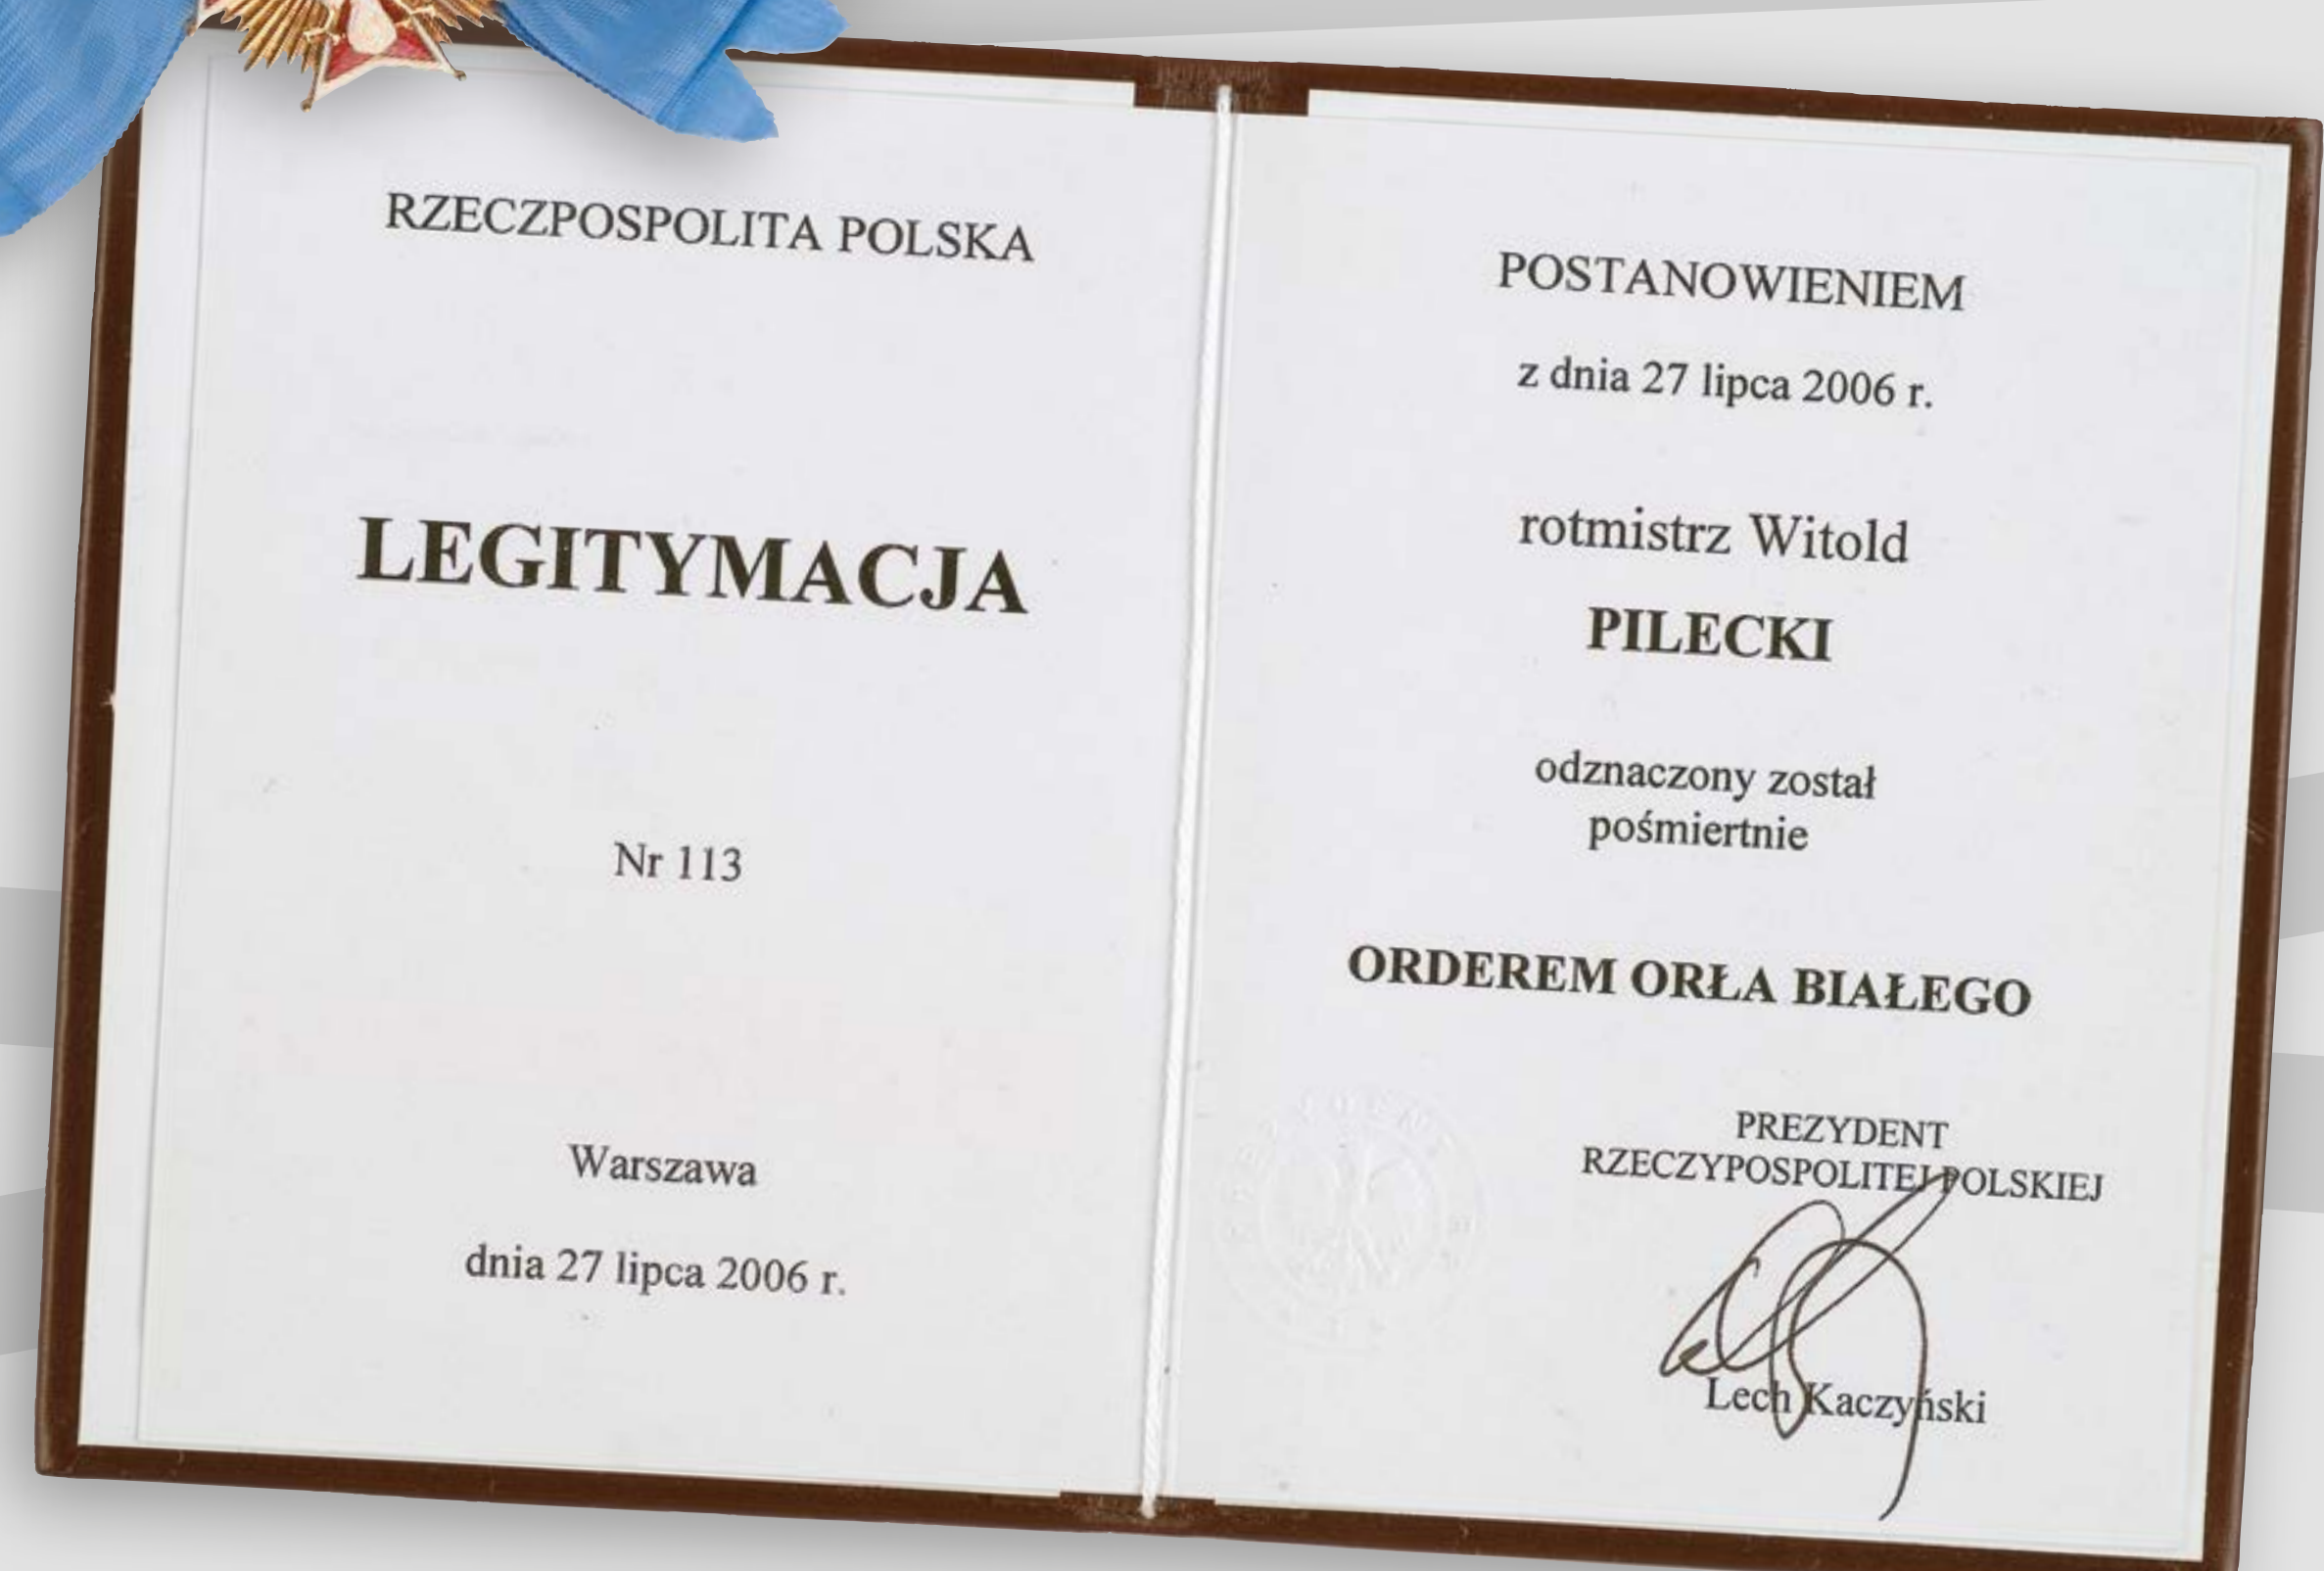 RZECZPOSPOLITA POLSKA
LEGITYMACJA
Nr 113
Warszawa
dnia 27 lipca 2006 r.
POSTANOWIENIEM
z dnia 27 lipca 2006 r.
rotmistrz Witold
PILECKI
odznaczony został
pośmiertnie
ORDEREM ORŁA BIAŁEGO
PREZYDENT
RZECZYPOSPOLITEJ POLSKIEJ
Lech Kaczyński